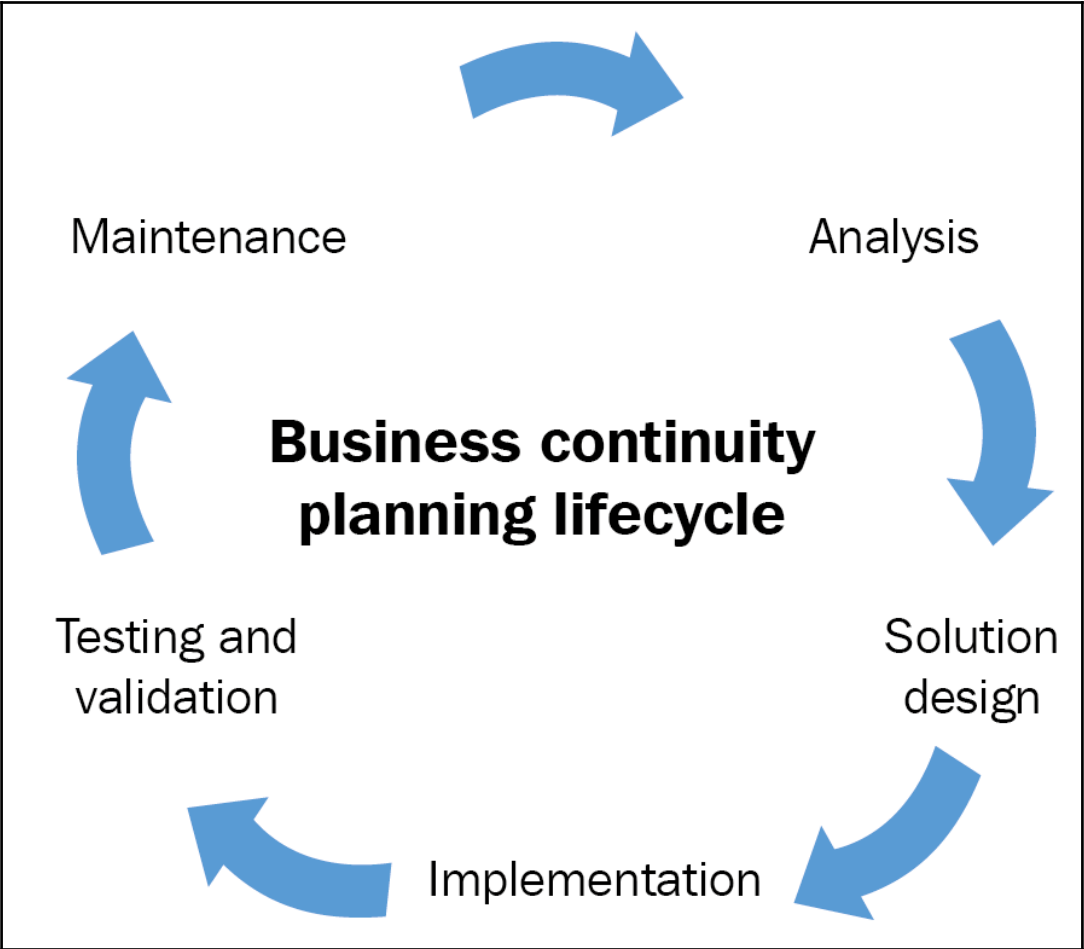 Maintenance
Analysis
Business continuity
planning lifecycle
Testing and
validation
Solution
design
Implementation